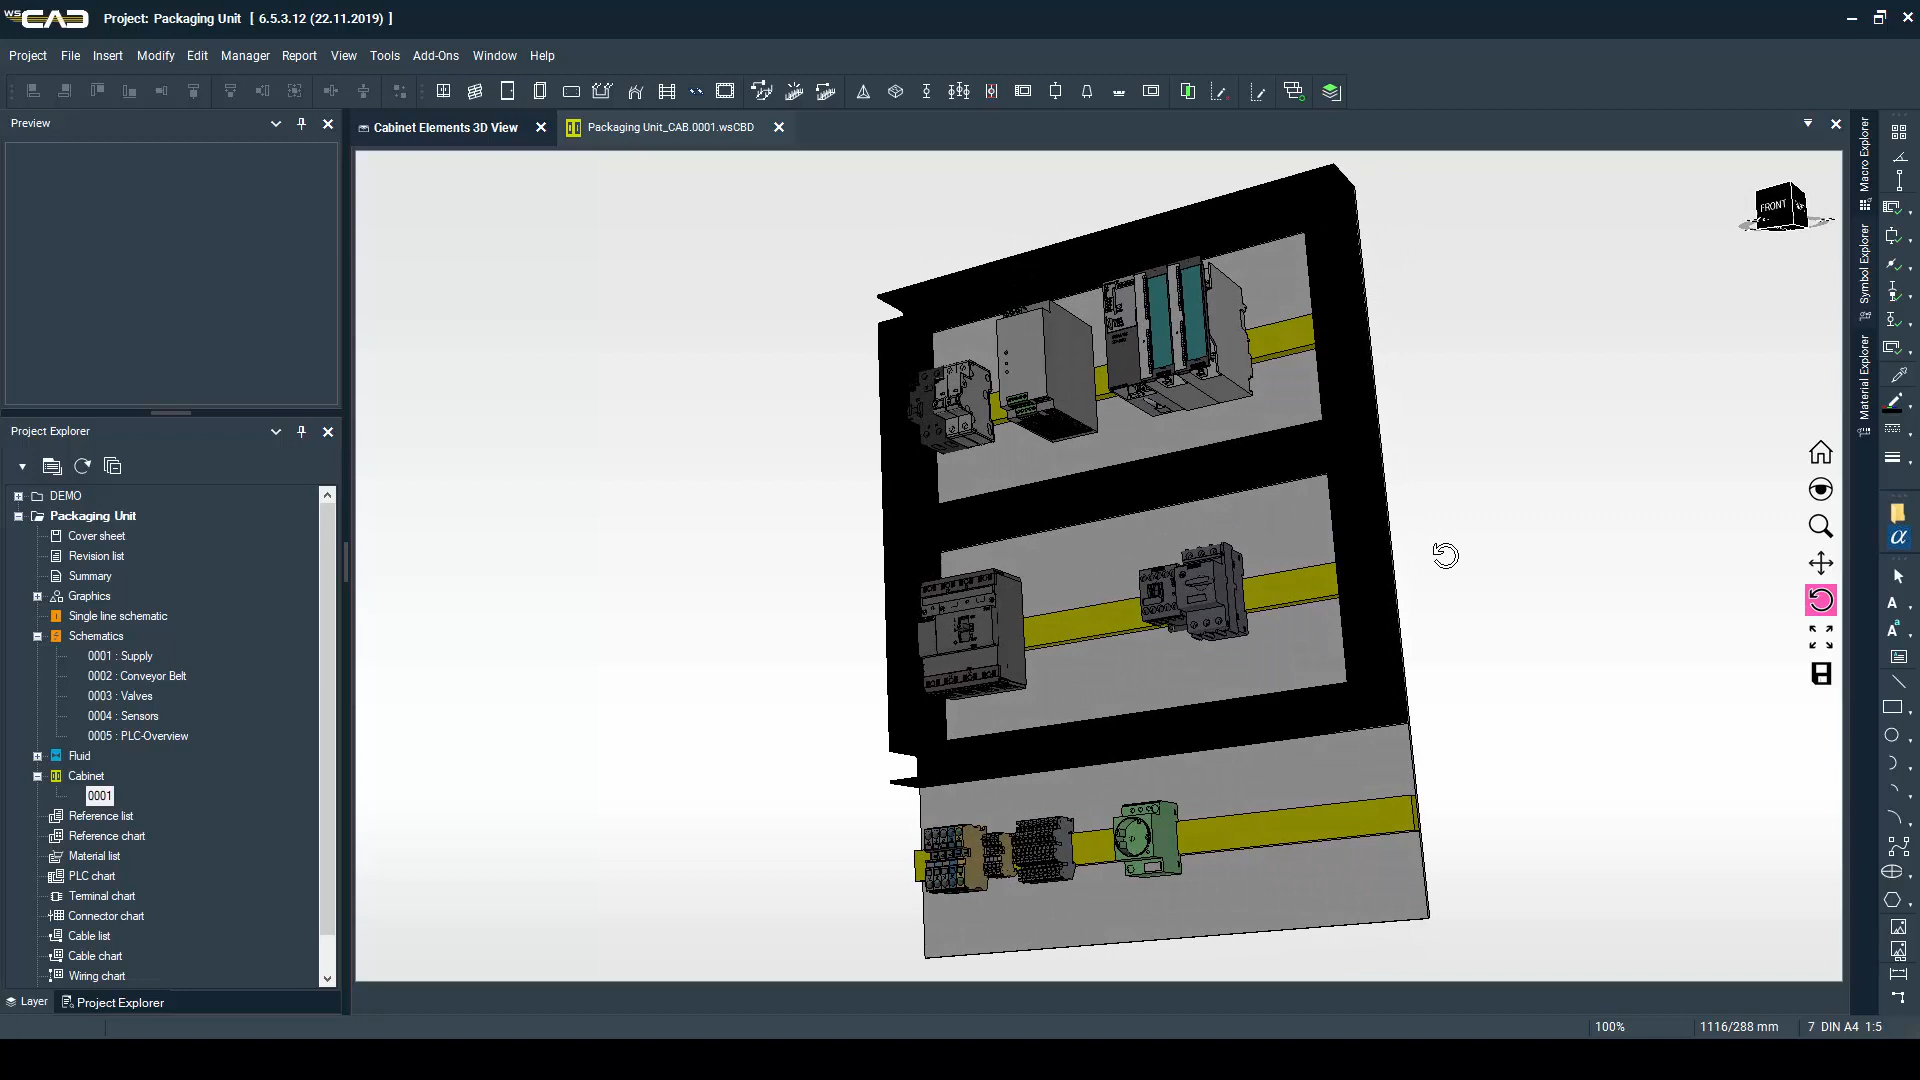 WS CAD Project: Packaging Unit [ 6.5.3.12 (22.11.2019) ]
Project File Insert Modify Edit Manager Report View Tools Add-Ons Window Help
Preview
Cabinet Elements 3D View
Packaging Unit_CAB.0001.wsCBD
FRONT
Macro Explorer
Symbol Explorer
Material Explorer
Project Explorer
DEMO
Packaging Unit
Cover sheet
Revision list
Summary
Graphics
Single line schematic
Schematics
0001 : Supply
0002 : Conveyor Belt
0003 : Valves
0004 : Sensors
0005 : PLC-Overview
Fluid
Cabinet
0001
Reference list
Reference chart
Material list
PLC chart
Terminal chart
Connector chart
Cable list
Cable chart
Wiring chart
Layer Project Explorer
100% 1116/288 mm 7 DIN A4 1:5